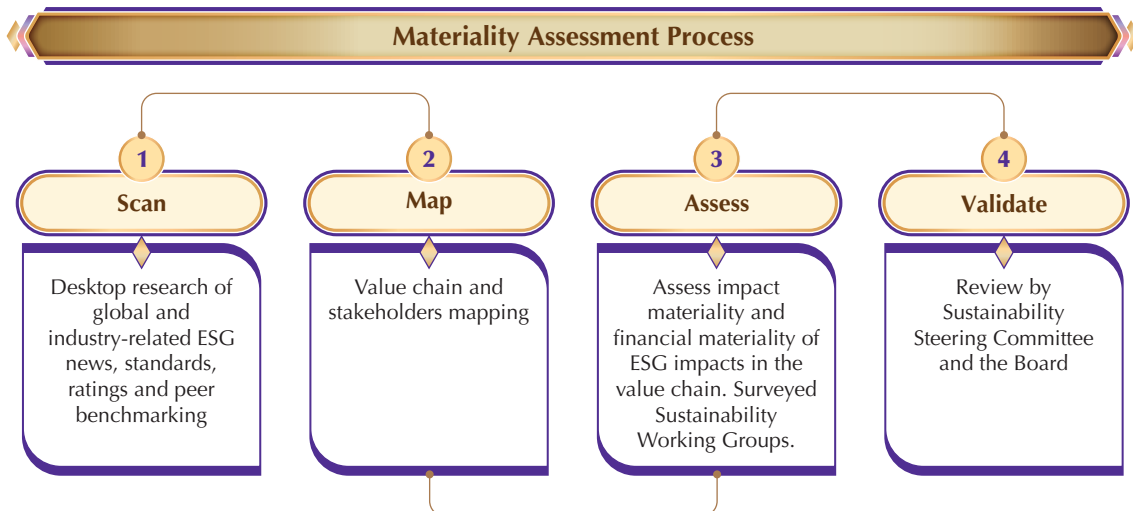 Materiality Assessment Process
1
Scan
Desktop research of
global and
industry-related ESG
news, standards,
ratings and peer
benchmarking
2
Map
Value chain and
stakeholders mapping
3
Assess
Assess impact
materiality and
financial materiality of
ESG impacts in the
value chain. Surveyed
Sustainability
Working Groups.
4
Validate
Review by
Sustainability
Steering Committee
and the Board